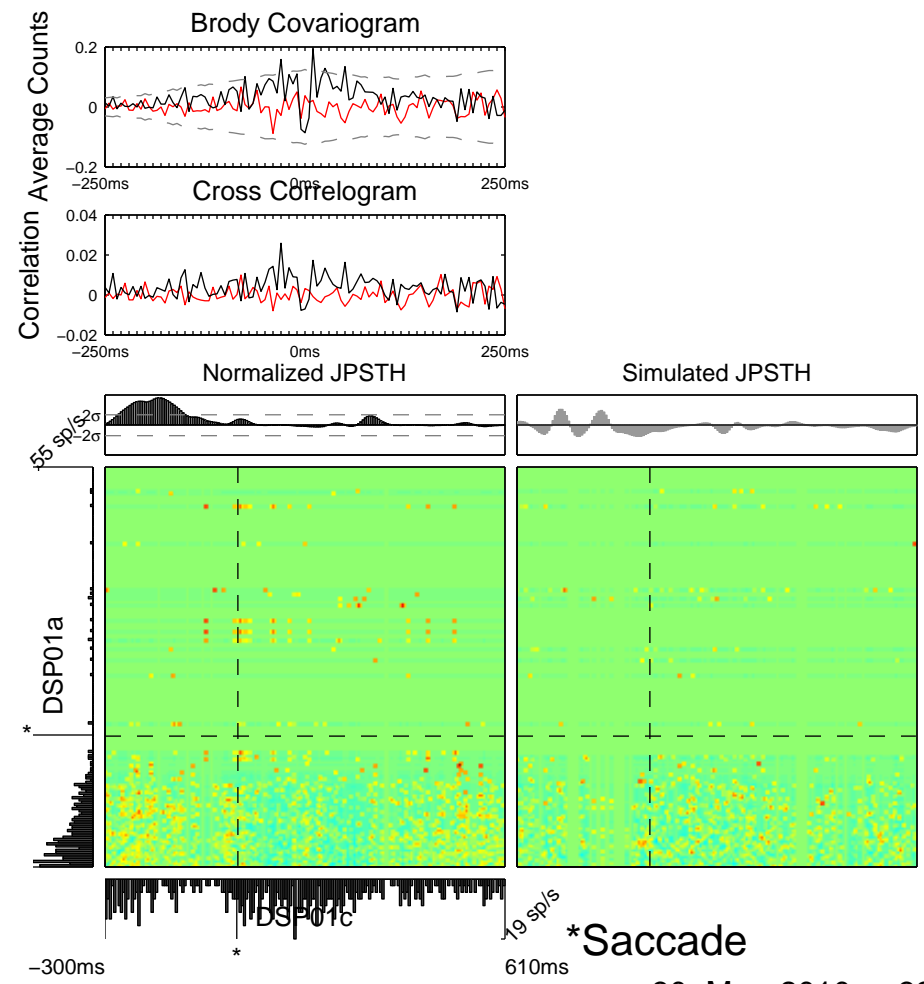 Brody Covariogram
Average Counts
0.2
0
−0.2
−250ms
0ms
250ms
Cross Correlogram
Correlation
0.04
0.02
0
−0.02
−250ms
0ms
250ms
Normalized JPSTH
Simulated JPSTH
55 sp/s
2σ
−2σ
DSP01a
*
DSP01c
19 sp/s
*
*Saccade
−300ms
610ms